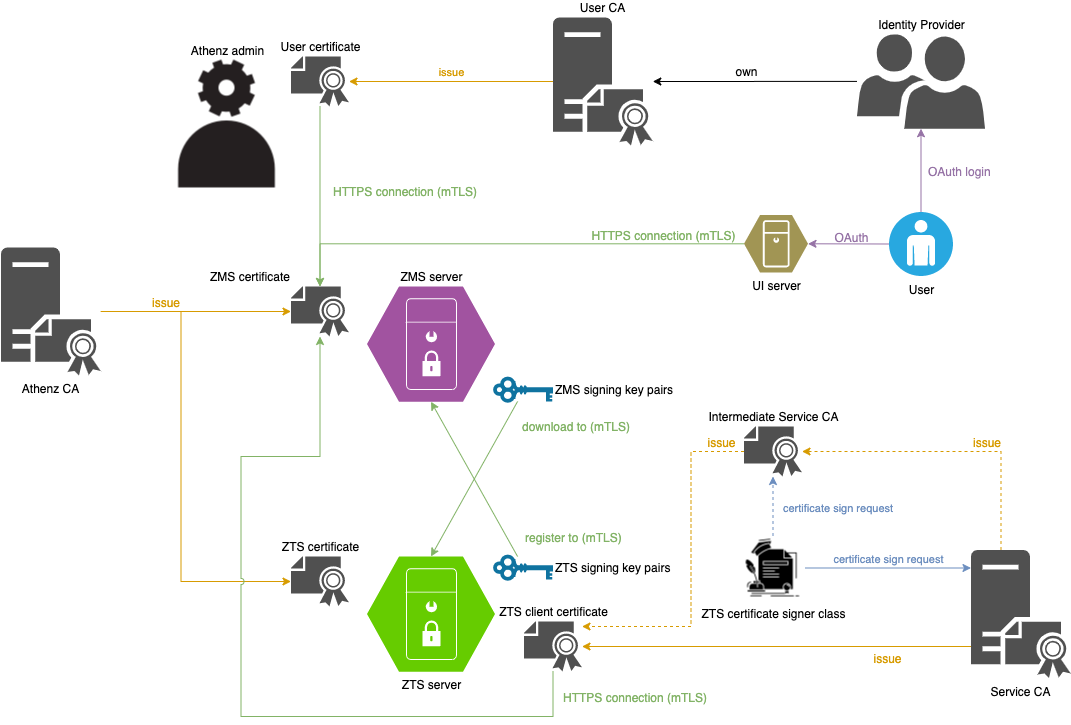 User CA
Identity Provider
Athenz admin
User certificate
issue
own
OAuth login
HTTPS connection (mTLS)
HTTPS connection (mTLS)
OAuth
ZMS certificate
ZMS server
UI server
User
issue
Athenz CA
ZMS signing key pairs
Intermediate Service CA
download to (mTLS)
issue
issue
certificate sign request
register to (mTLS)
ZTS certificate
certificate sign request
ZTS signing key pairs
ZTS client certificate
ZTS certificate signer class
issue
ZTS server
Service CA
HTTPS connection (mTLS)